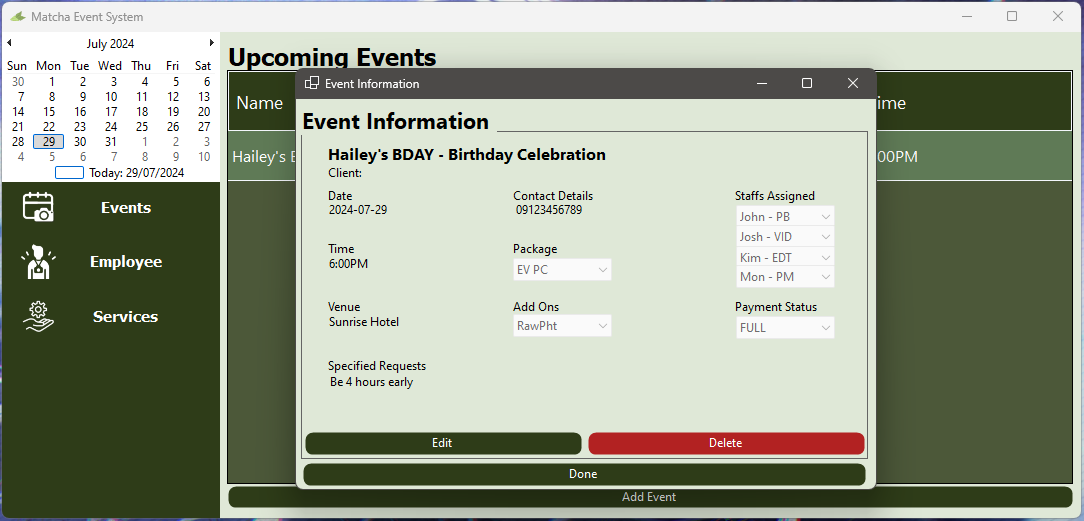 Matcha Event System
July 2024
Sun Mon Tue Wed Thu Fri Sat
30 1 2 3 4 5 6
7 8 9 10 11 12 13
14 15 16 17 18 19 20
21 22 23 24 25 26 27
28 29 30 31 1 2 3
4 5 6 7 8 9 10
Today: 29/07/2024
Events
Employee
Services
Upcoming Events
Name
ime
Hailey's B
00PM
Event Information
Event Information
Hailey's BDAY - Birthday Celebration
Client:
Date
2024-07-29
Contact Details
09123456789
Staffs Assigned
John - PB
Josh - VID
Kim - EDT
Mon - PM
Time
6:00PM
Package
EV PC
Venue
Sunrise Hotel
Add Ons
RawPht
Payment Status
FULL
Specified Requests
Be 4 hours early
Edit
Delete
Done
Add Event